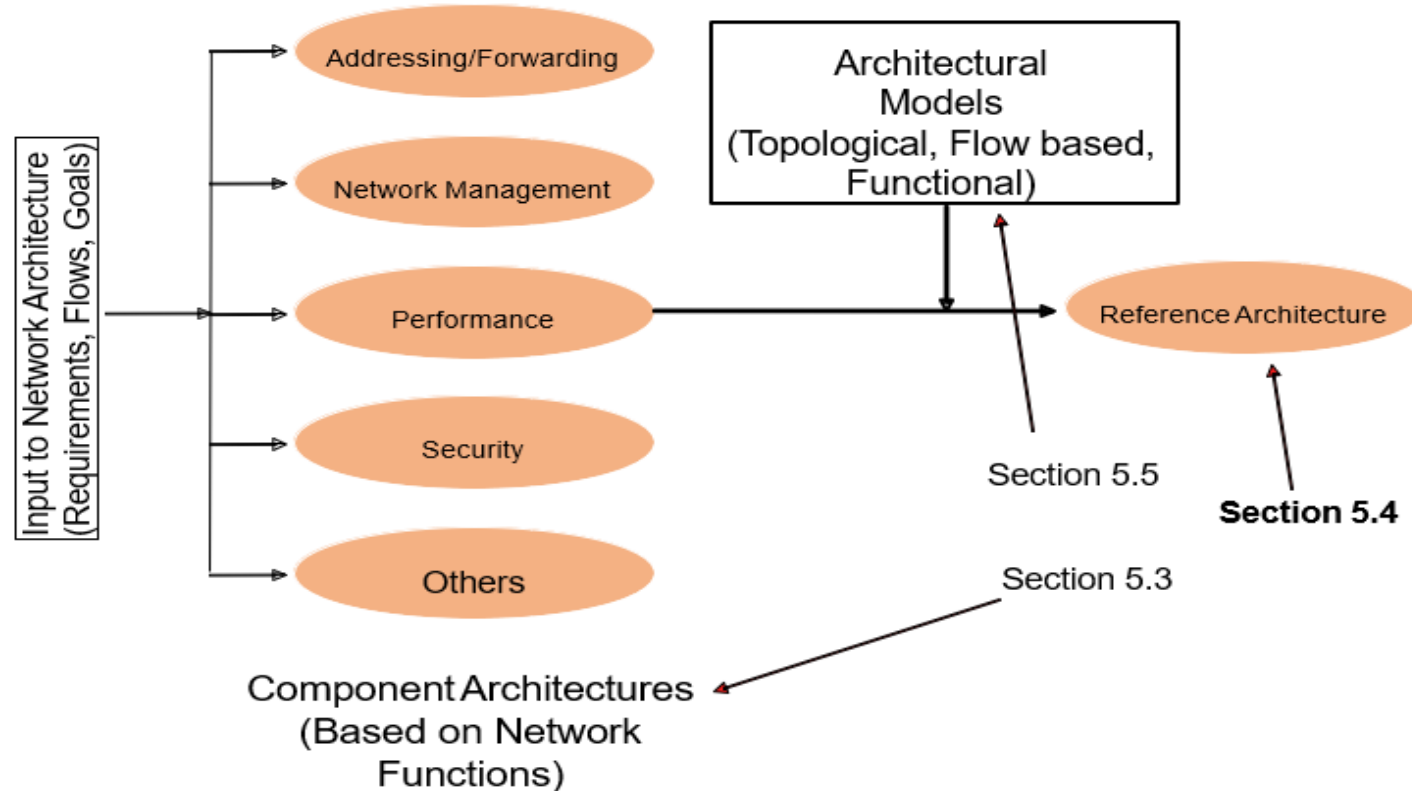 Input to Network Architecture
(Requirements, Flows, Goals)
Addressing/Forwarding
Network Management
Performance
Security
Others
Component Architectures
(Based on Network
Functions)
Architectural
Models
(Topological, Flow based,
Functional)
Reference Architecture
Section 5.5
Section 5.4
Section 5.3